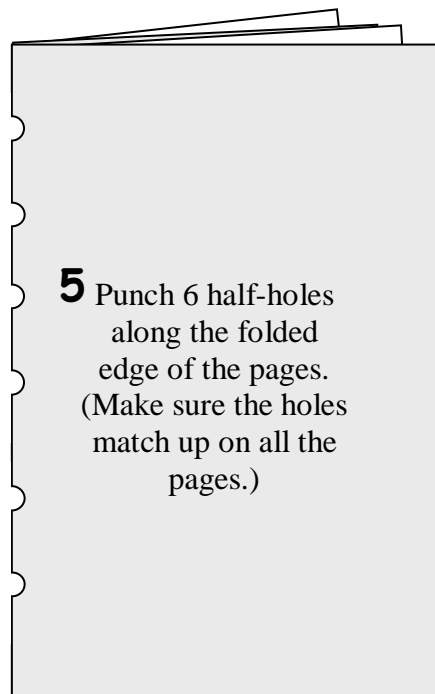 5 Punch 6 half-holes
along the folded
edge of the pages.
(Make sure the holes
match up on all the
pages.)